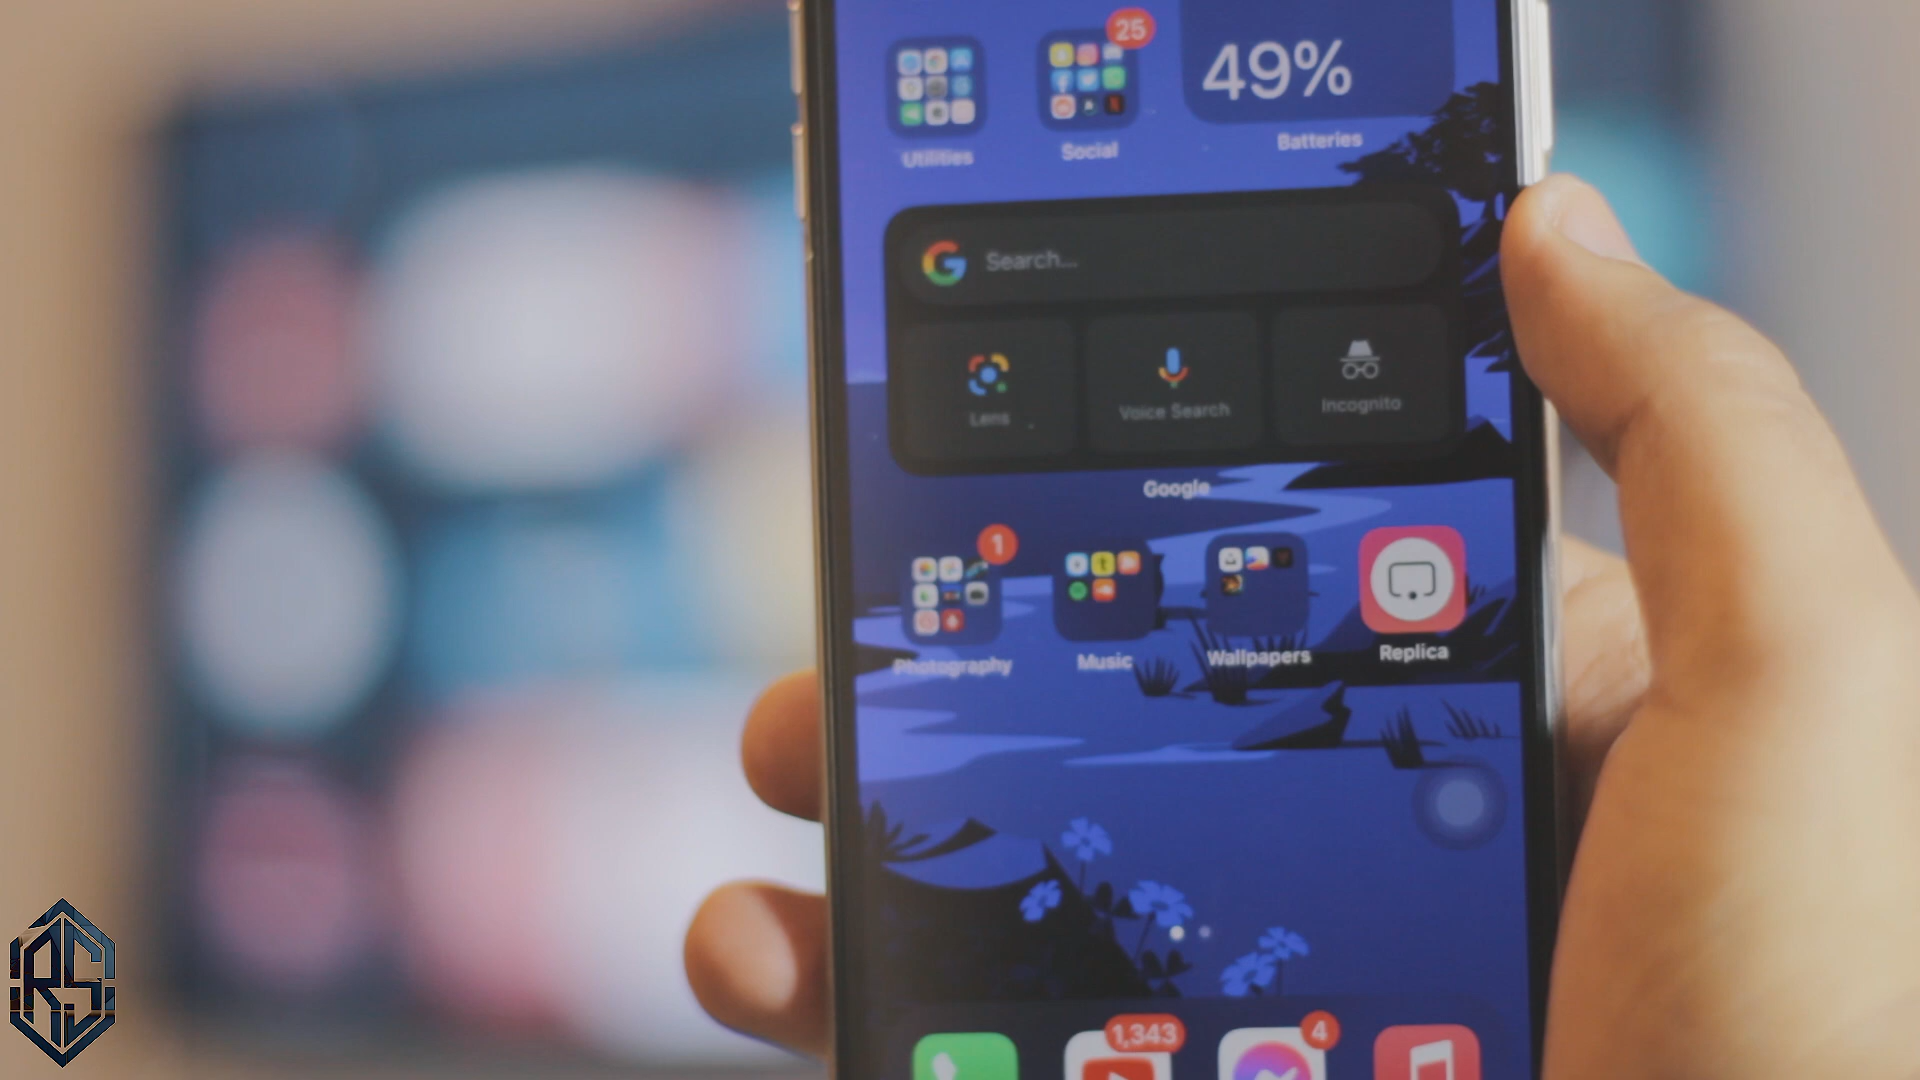 25
49%
Utilities
Social
Batteries
Search...
Lens
Voice Search
Incognito
Google
1
Photography
Music
Wallpapers
Replica
1,343
4
RS